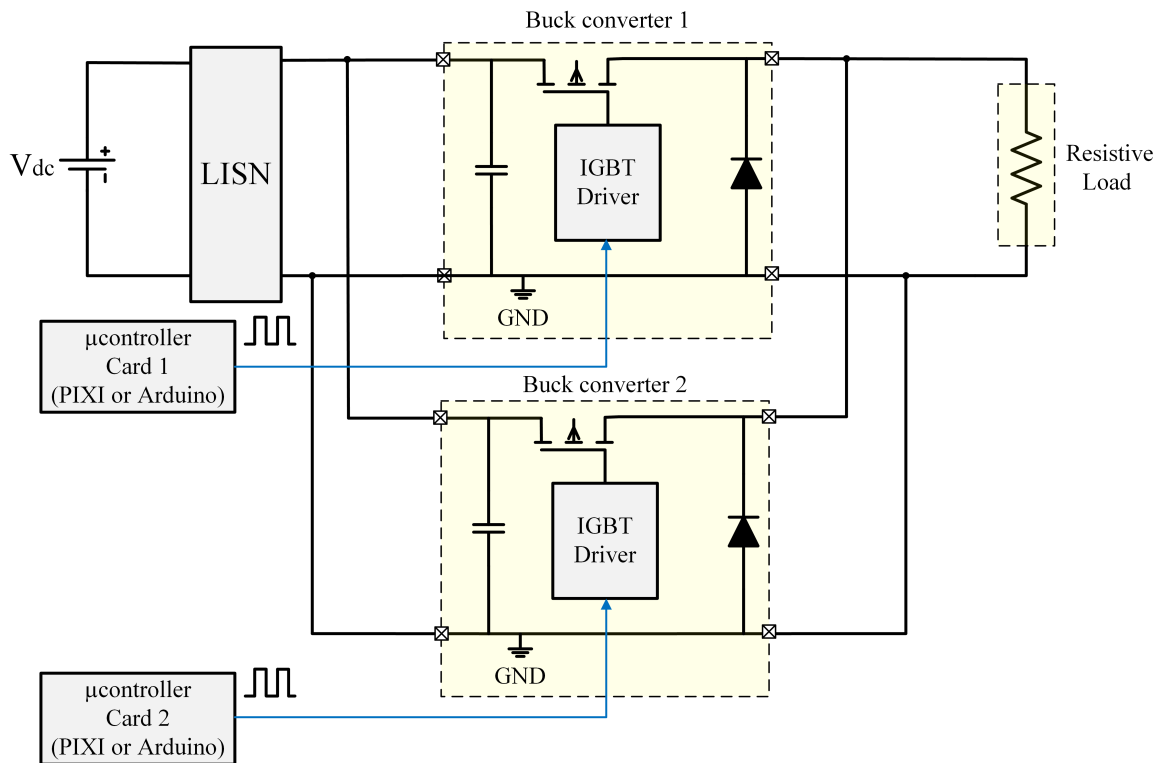 Buck converter 1
Vdc
+
LISN
IGBT
Driver
Resistive
Load
GND
µcontroller
Card 1
(PIXI or Arduino)
Buck converter 2
IGBT
Driver
GND
µcontroller
Card 2
(PIXI or Arduino)